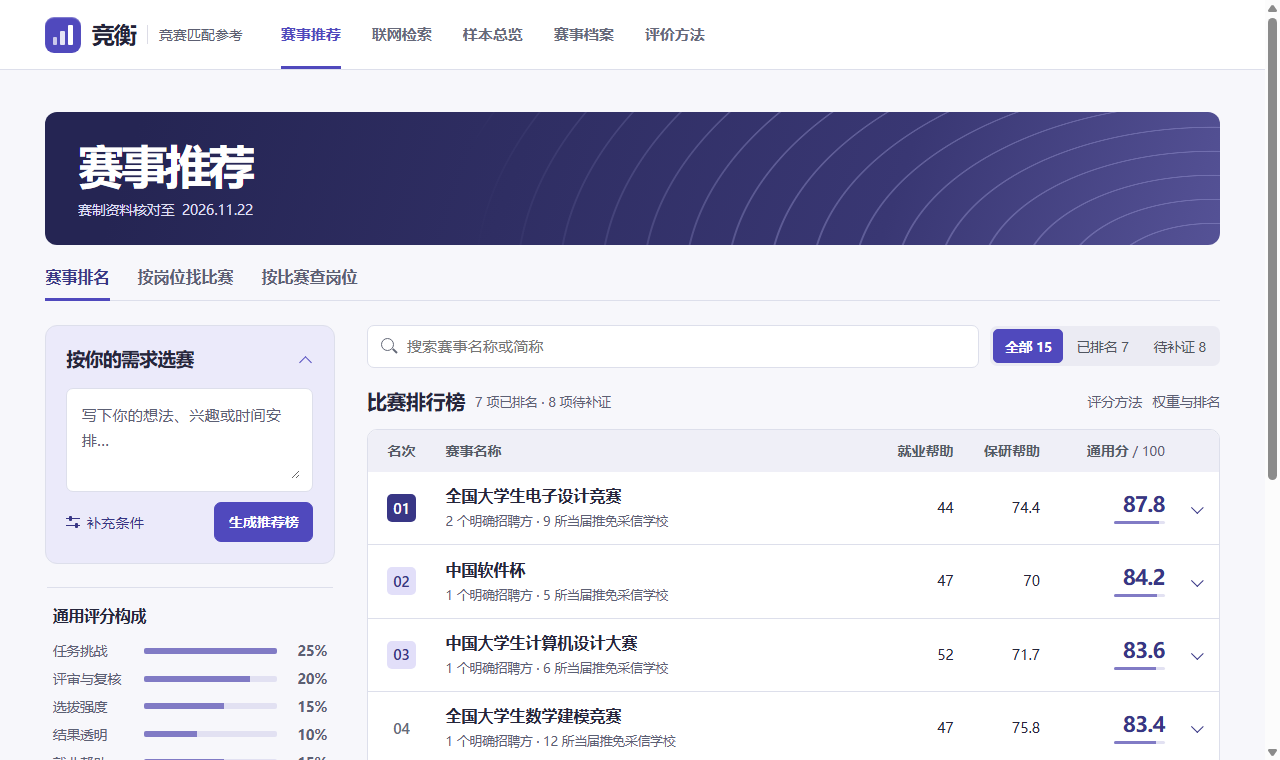 竞衡
竞赛匹配参考
赛事推荐
联网检索
样本总览
赛事档案
评价方法
赛事推荐
赛制资料核对至 2026.11.22
赛事排名
按岗位找比赛
按比赛查岗位
按你的需求选赛
写下你的想法、兴趣或时间安
排...
补充条件
生成推荐榜
通用评分构成
任务挑战 25%
评审与复核 20%
选拔强度 15%
结果透明 10%
搜索赛事名称或简称
全部 15
已排名 7
待补证 8
比赛排行榜 7 项已排名 · 8 项待补证
评分方法 权重与排名
名次 赛事名称 就业帮助 保研帮助 通用分 / 100
01 全国大学生电子设计竞赛 44 74.4 87.8
2 个明确招聘方 · 9 所当届推免采信学校
02 中国软件杯 47 70 84.2
1 个明确招聘方 · 5 所当届推免采信学校
03 中国大学生计算机设计大赛 52 71.7 83.6
1 个明确招聘方 · 6 所当届推免采信学校
04 全国大学生数学建模竞赛 47 75.8 83.4
1 个明确招聘方 · 12 所当届推免采信学校